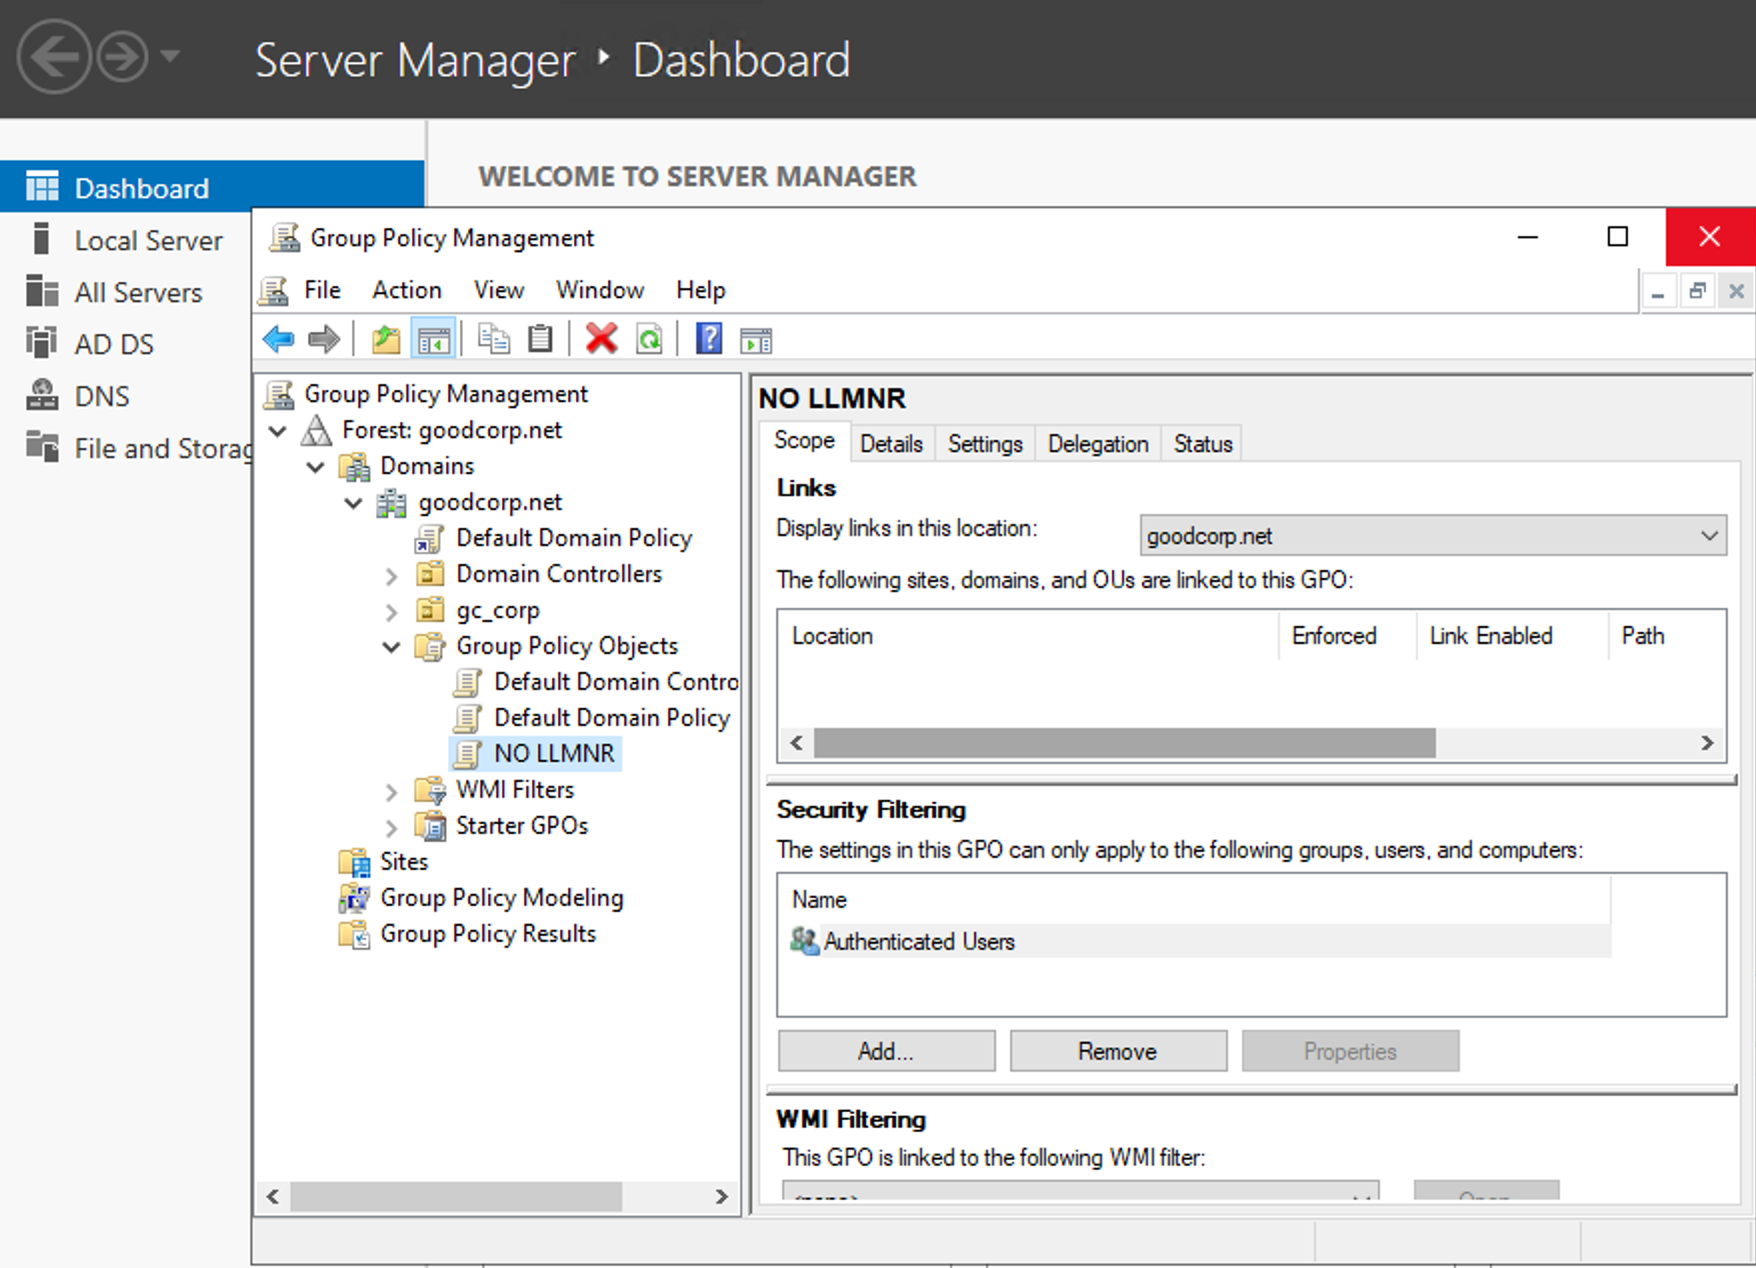 Server Manager ‣ Dashboard
WELCOME TO SERVER MANAGER
Dashboard
Local Server
All Servers
AD DS
DNS
File and Storag
Group Policy Management
File Action View Window Help
Group Policy Management
Forest: goodcorp.net
Domains
goodcorp.net
Default Domain Policy
Domain Controllers
gc_corp
Group Policy Objects
Default Domain Contro
Default Domain Policy
NO LLMNR
WMI Filters
Starter GPOs
Sites
Group Policy Modeling
Group Policy Results
NO LLMNR
Scope Details Settings Delegation Status
Links
Display links in this location: goodcorp.net
The following sites, domains, and OUs are linked to this GPO:
Location Enforced Link Enabled Path
Security Filtering
The settings in this GPO can only apply to the following groups, users, and computers:
Name
Authenticated Users
Add... Remove Properties
WMI Filtering
This GPO is linked to the following WMI filter: